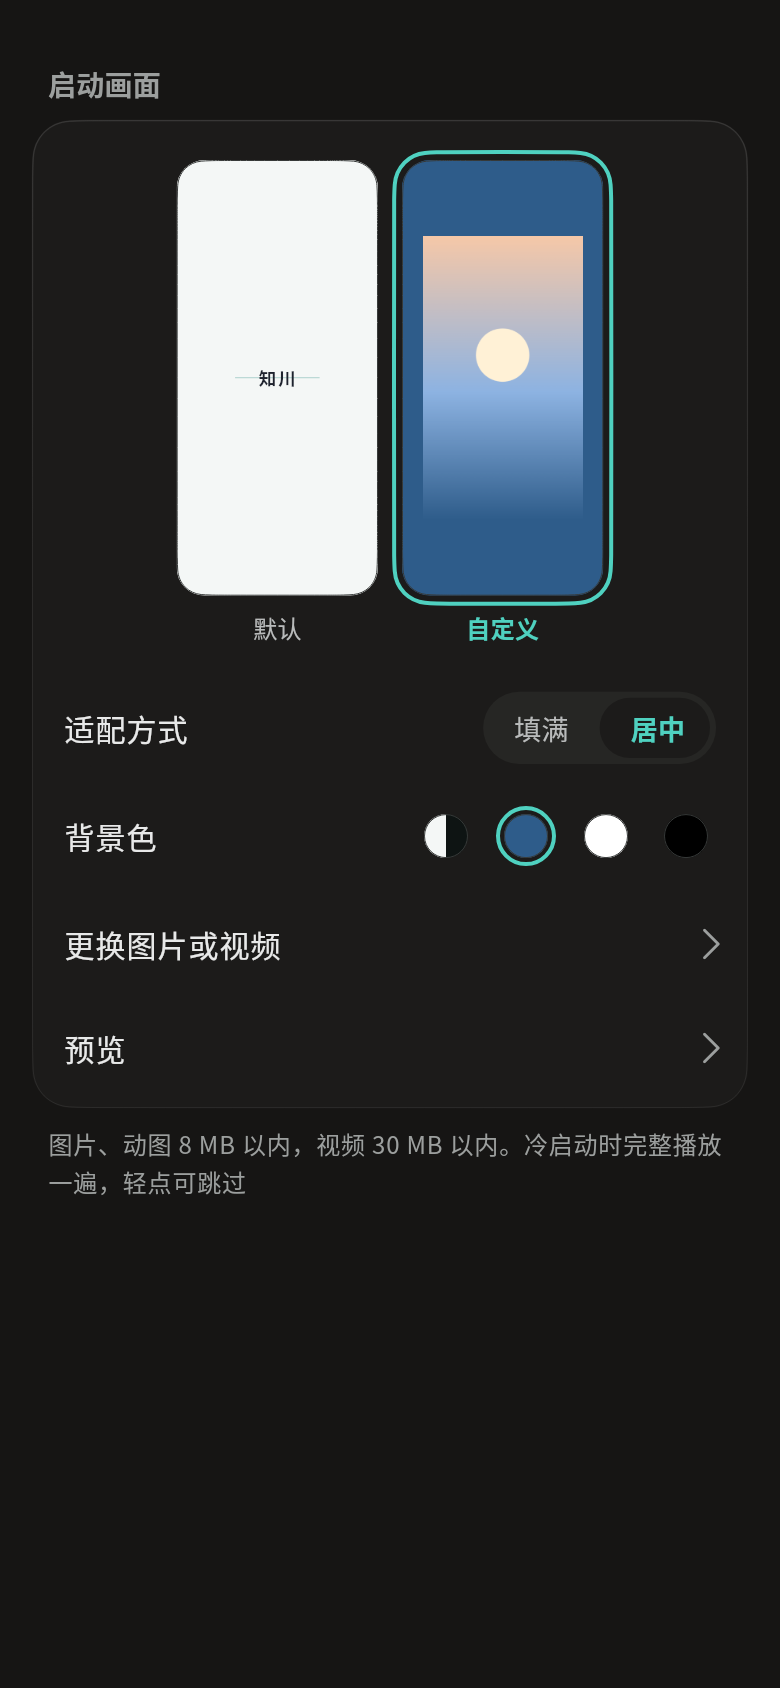 启动画面
知川
默认
自定义
适配方式
填满
居中
背景色
更换图片或视频
预览
图片、动图 8 MB 以内，视频 30 MB 以内。冷启动时完整播放
一遍，轻点可跳过